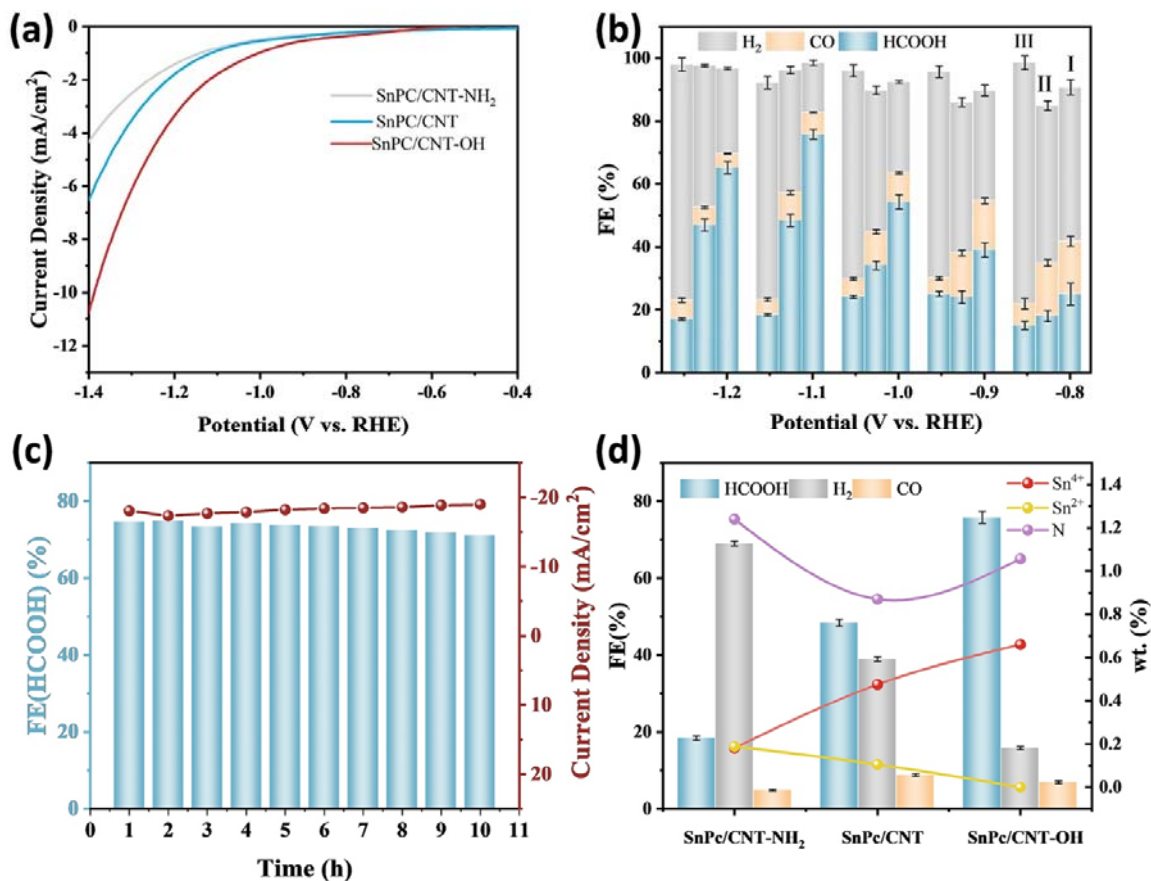 (a)
0
-2
-4
-6
-8
-10
-12
Current Density (mA/cm²)
SnPC/CNT-NH₂
SnPC/CNT
SnPC/CNT-OH
-1.4 -1.2 -1.0 -0.8 -0.6 -0.4
Potential (V vs. RHE)
(b)
H₂ CO HCOOH
III
II
I
100
80
60
40
20
0
FE (%)
-1.2 -1.1 -1.0 -0.9 -0.8
Potential (V vs. RHE)
(c)
80
60
40
20
0
FE(HCOOH) (%)
-20
-10
0
10
20
Current Density (mA/cm²)
0 1 2 3 4 5 6 7 8 9 10 11
Time (h)
(d)
HCOOH H₂ CO
Sn⁴⁺
Sn²⁺
N
80
60
40
20
0
FE(%)
1.4
1.2
1.0
0.8
0.6
0.4
0.2
0.0
wt. (%)
SnPc/CNT-NH₂ SnPc/CNT SnPc/CNT-OH